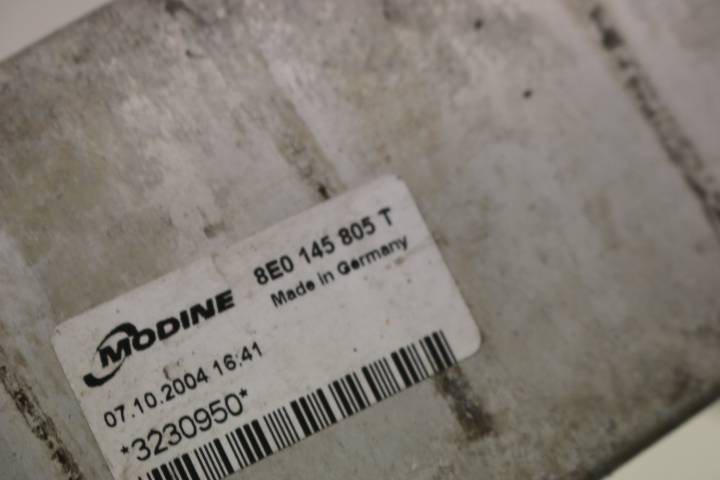 MODINE 8E0 145 805 T
Made in Germany
07.10.2004 16:41
*3230950*